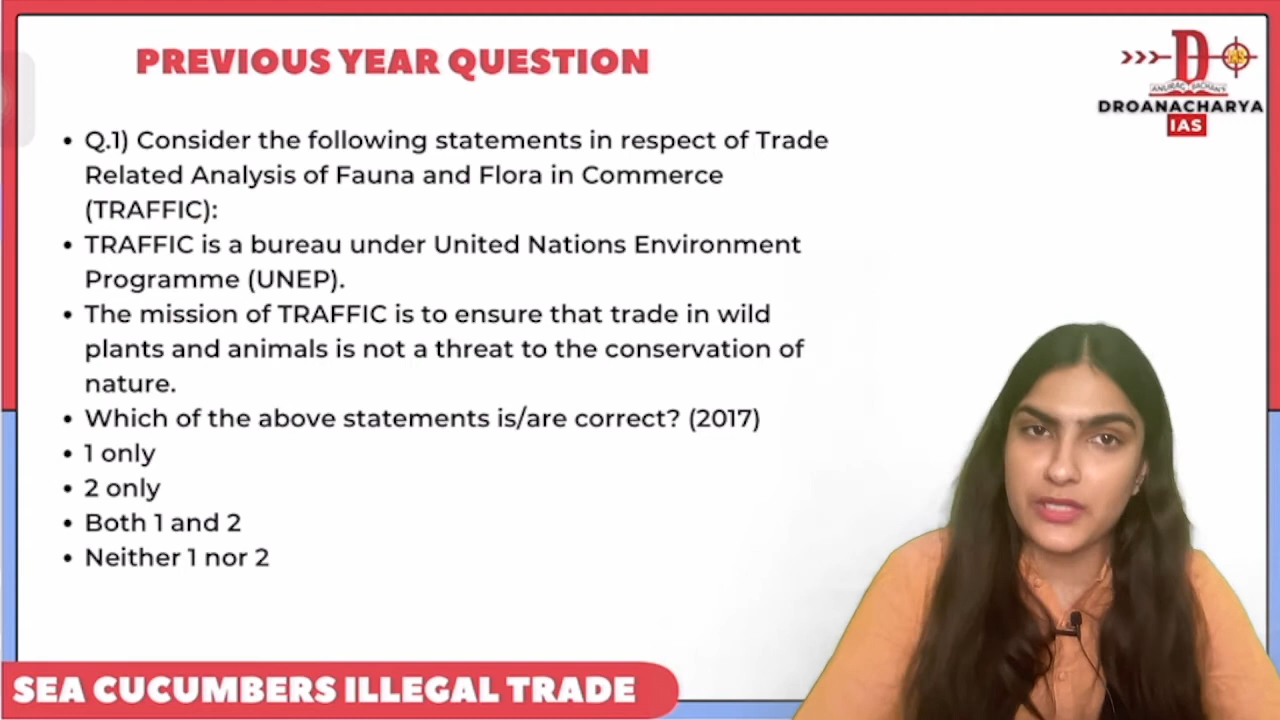 PREVIOUS YEAR QUESTION
• Q.1) Consider the following statements in respect of Trade
Related Analysis of Fauna and Flora in Commerce
(TRAFFIC):
• TRAFFIC is a bureau under United Nations Environment
Programme (UNEP).
• The mission of TRAFFIC is to ensure that trade in wild
plants and animals is not a threat to the conservation of
nature.
• Which of the above statements is/are correct? (2017)
• 1 only
• 2 only
• Both 1 and 2
• Neither 1 nor 2
D
IAS
ANURAG BACHAN'S
DROANACHARYA
IAS
SEA CUCUMBERS ILLEGAL TRADE